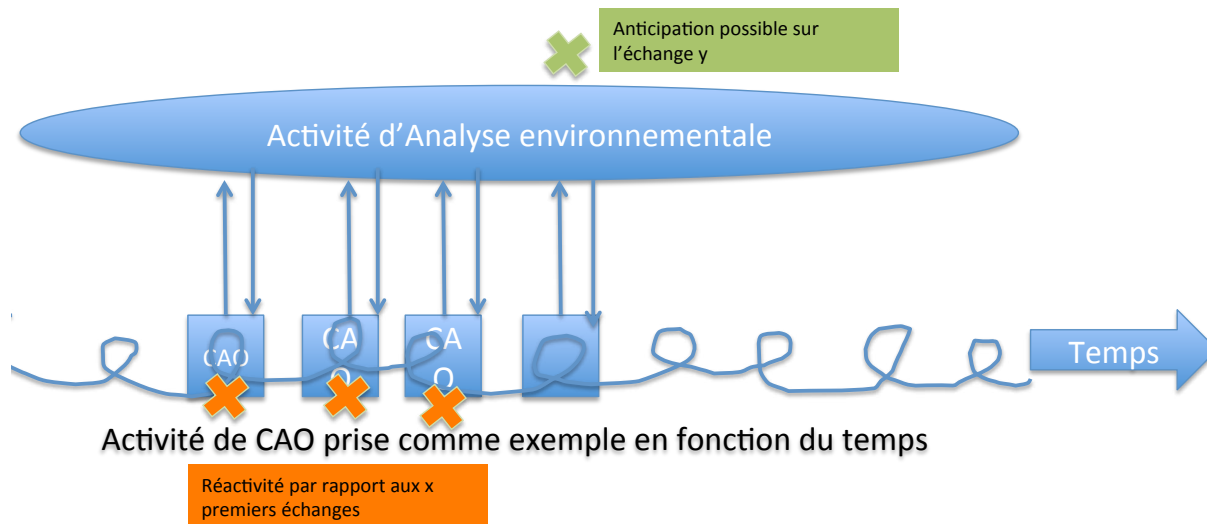 Anticipation possible sur
l'échange y
Activité d'Analyse environnementale
CAO
CA
O
CA
O
Temps
Activité de CAO prise comme exemple en fonction du temps
Réactivité par rapport aux x
premiers échanges